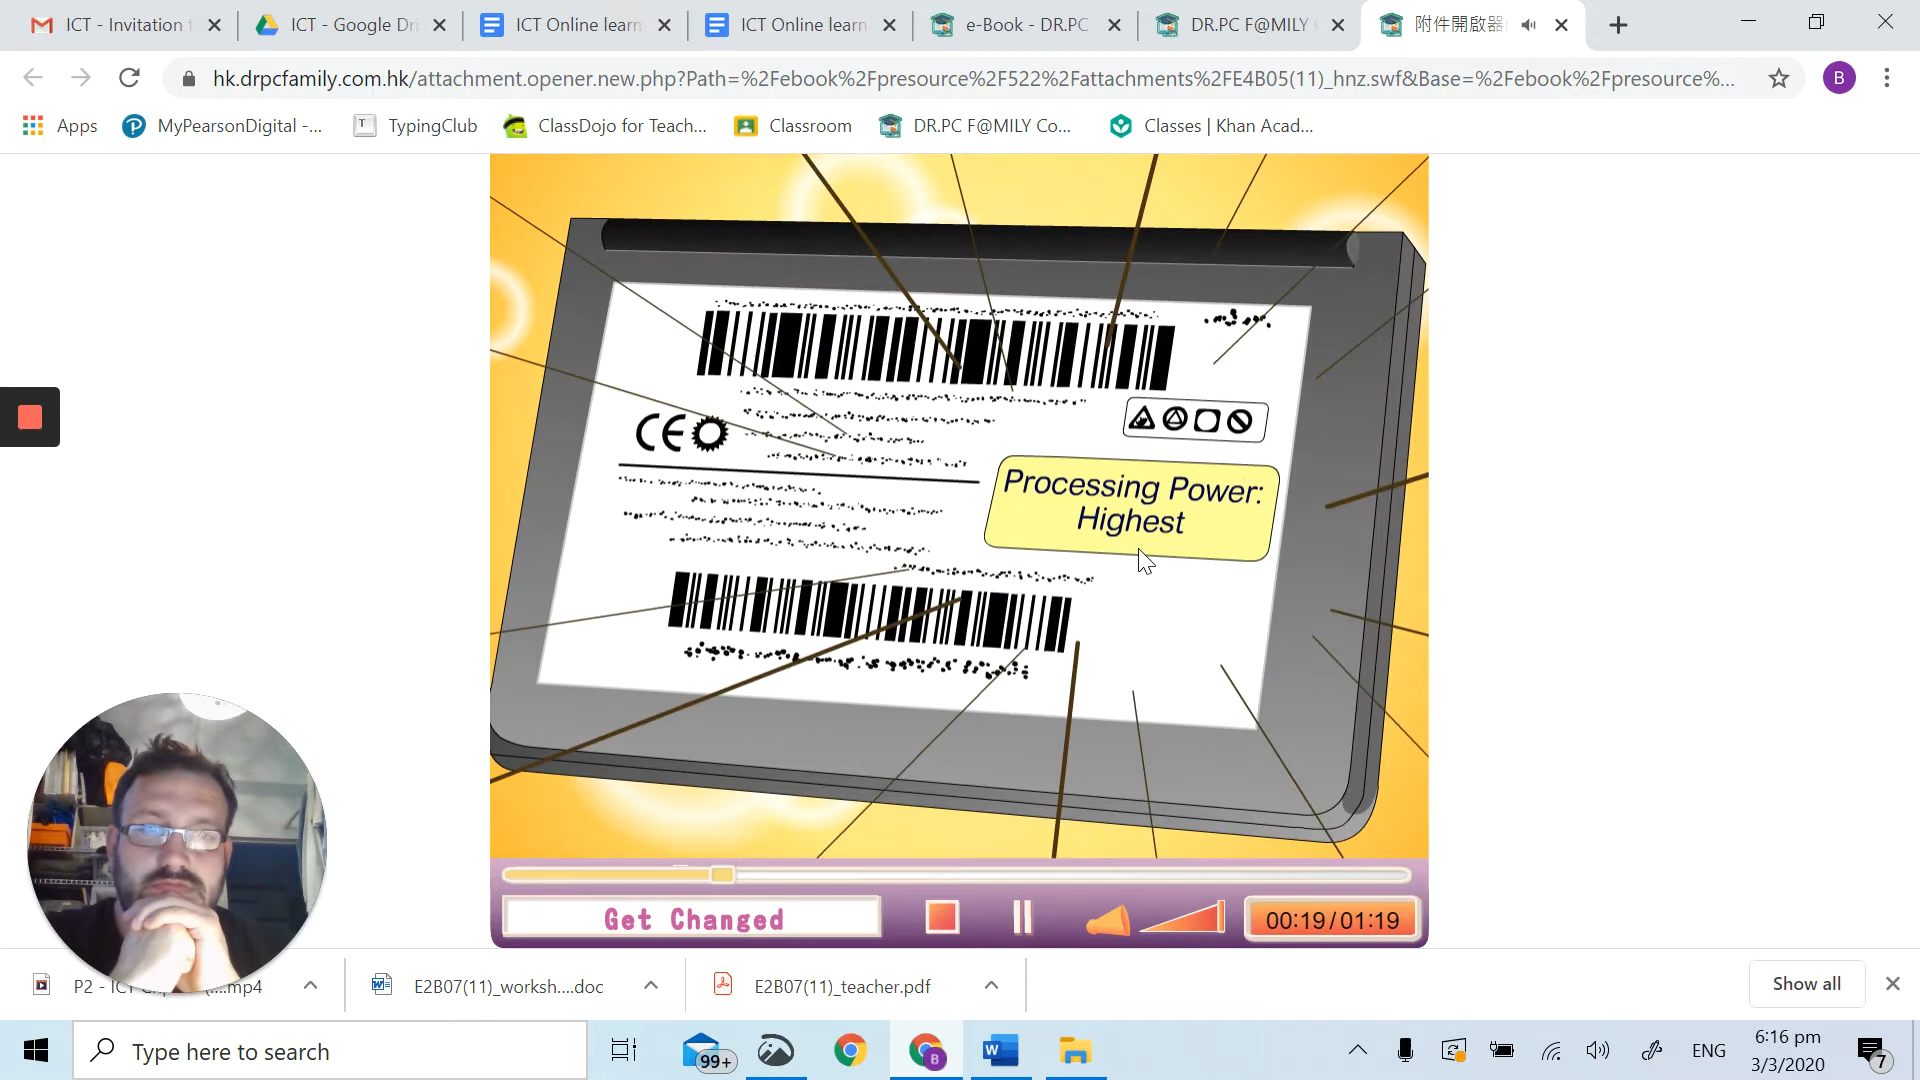 ICT - Invitation t
ICT - Google Dri
ICT Online learn
ICT Online learn
e-Book - DR.PC
DR.PC F@MILY
附件開啟器
hk.drpcfamily.com.hk/attachment.opener.new.php?Path=%2Febook%2Fpresource%2F522%2Fattachments%2FE4B05(11)_hnz.swf&Base=%2Febook%2Fpresource%...
B
Apps
MyPearsonDigital -...
TypingClub
ClassDojo for Teach...
Classroom
DR.PC F@MILY Co...
Classes | Khan Acad...
CE
Processing Power:
Highest
Get Changed
00:19/01:19
P2 - ICT
mp4
E2B07(11)_worksh....doc
E2B07(11)_teacher.pdf
Show all
Type here to search
99+
B
W
ENG
6:16 pm
3/3/2020
7